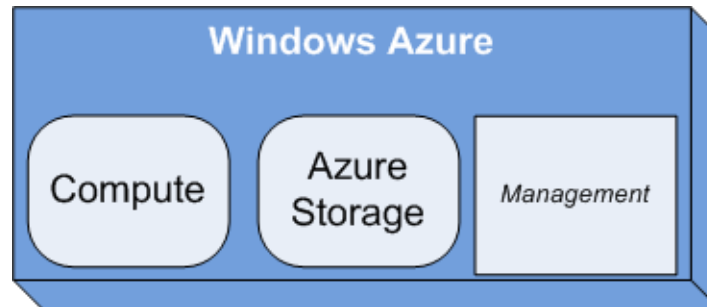 Windows Azure
Compute
Azure
Storage
Management